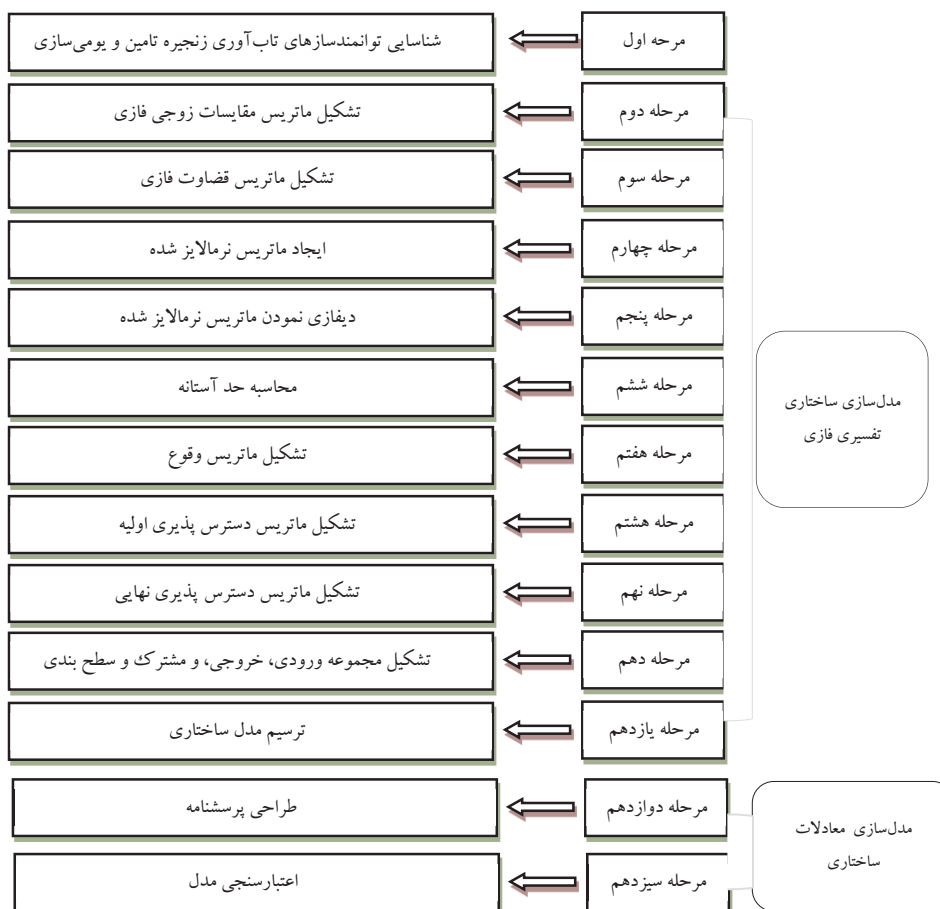 مرحه اول
شناسایی توانمندسازهای تاب‌آوری زنجیره تامین و یومی‌سازی
مرحله دوم
تشکیل ماتریس مقایسات زوجی فازی
مرحله سوم
تشکیل ماتریس قضاوت فازی
مرحله چهارم
ایجاد ماتریس نرمالایز شده
مرحله پنجم
دیفازی نمودن ماتریس نرمالایز شده
مرحله ششم
محاسبه حد آستانه
مرحله هفتم
تشکیل ماتریس وقوع
مرحله هشتم
تشکیل ماتریس دسترس پذیری اولیه
مرحله نهم
تشکیل ماتریس دسترس پذیری نهایی
مرحله دهم
تشکیل مجموعه ورودی، خروجی، و مشترک و سطح بندی
مرحله یازدهم
ترسیم مدل ساختاری
مدل‌سازی ساختاری
تفسیری فازی
مرحله دوازدهم
طراحی پرسشنامه
مرحله سیزدهم
اعتبارسنجی مدل
مدل‌سازی معادلات
ساختاری